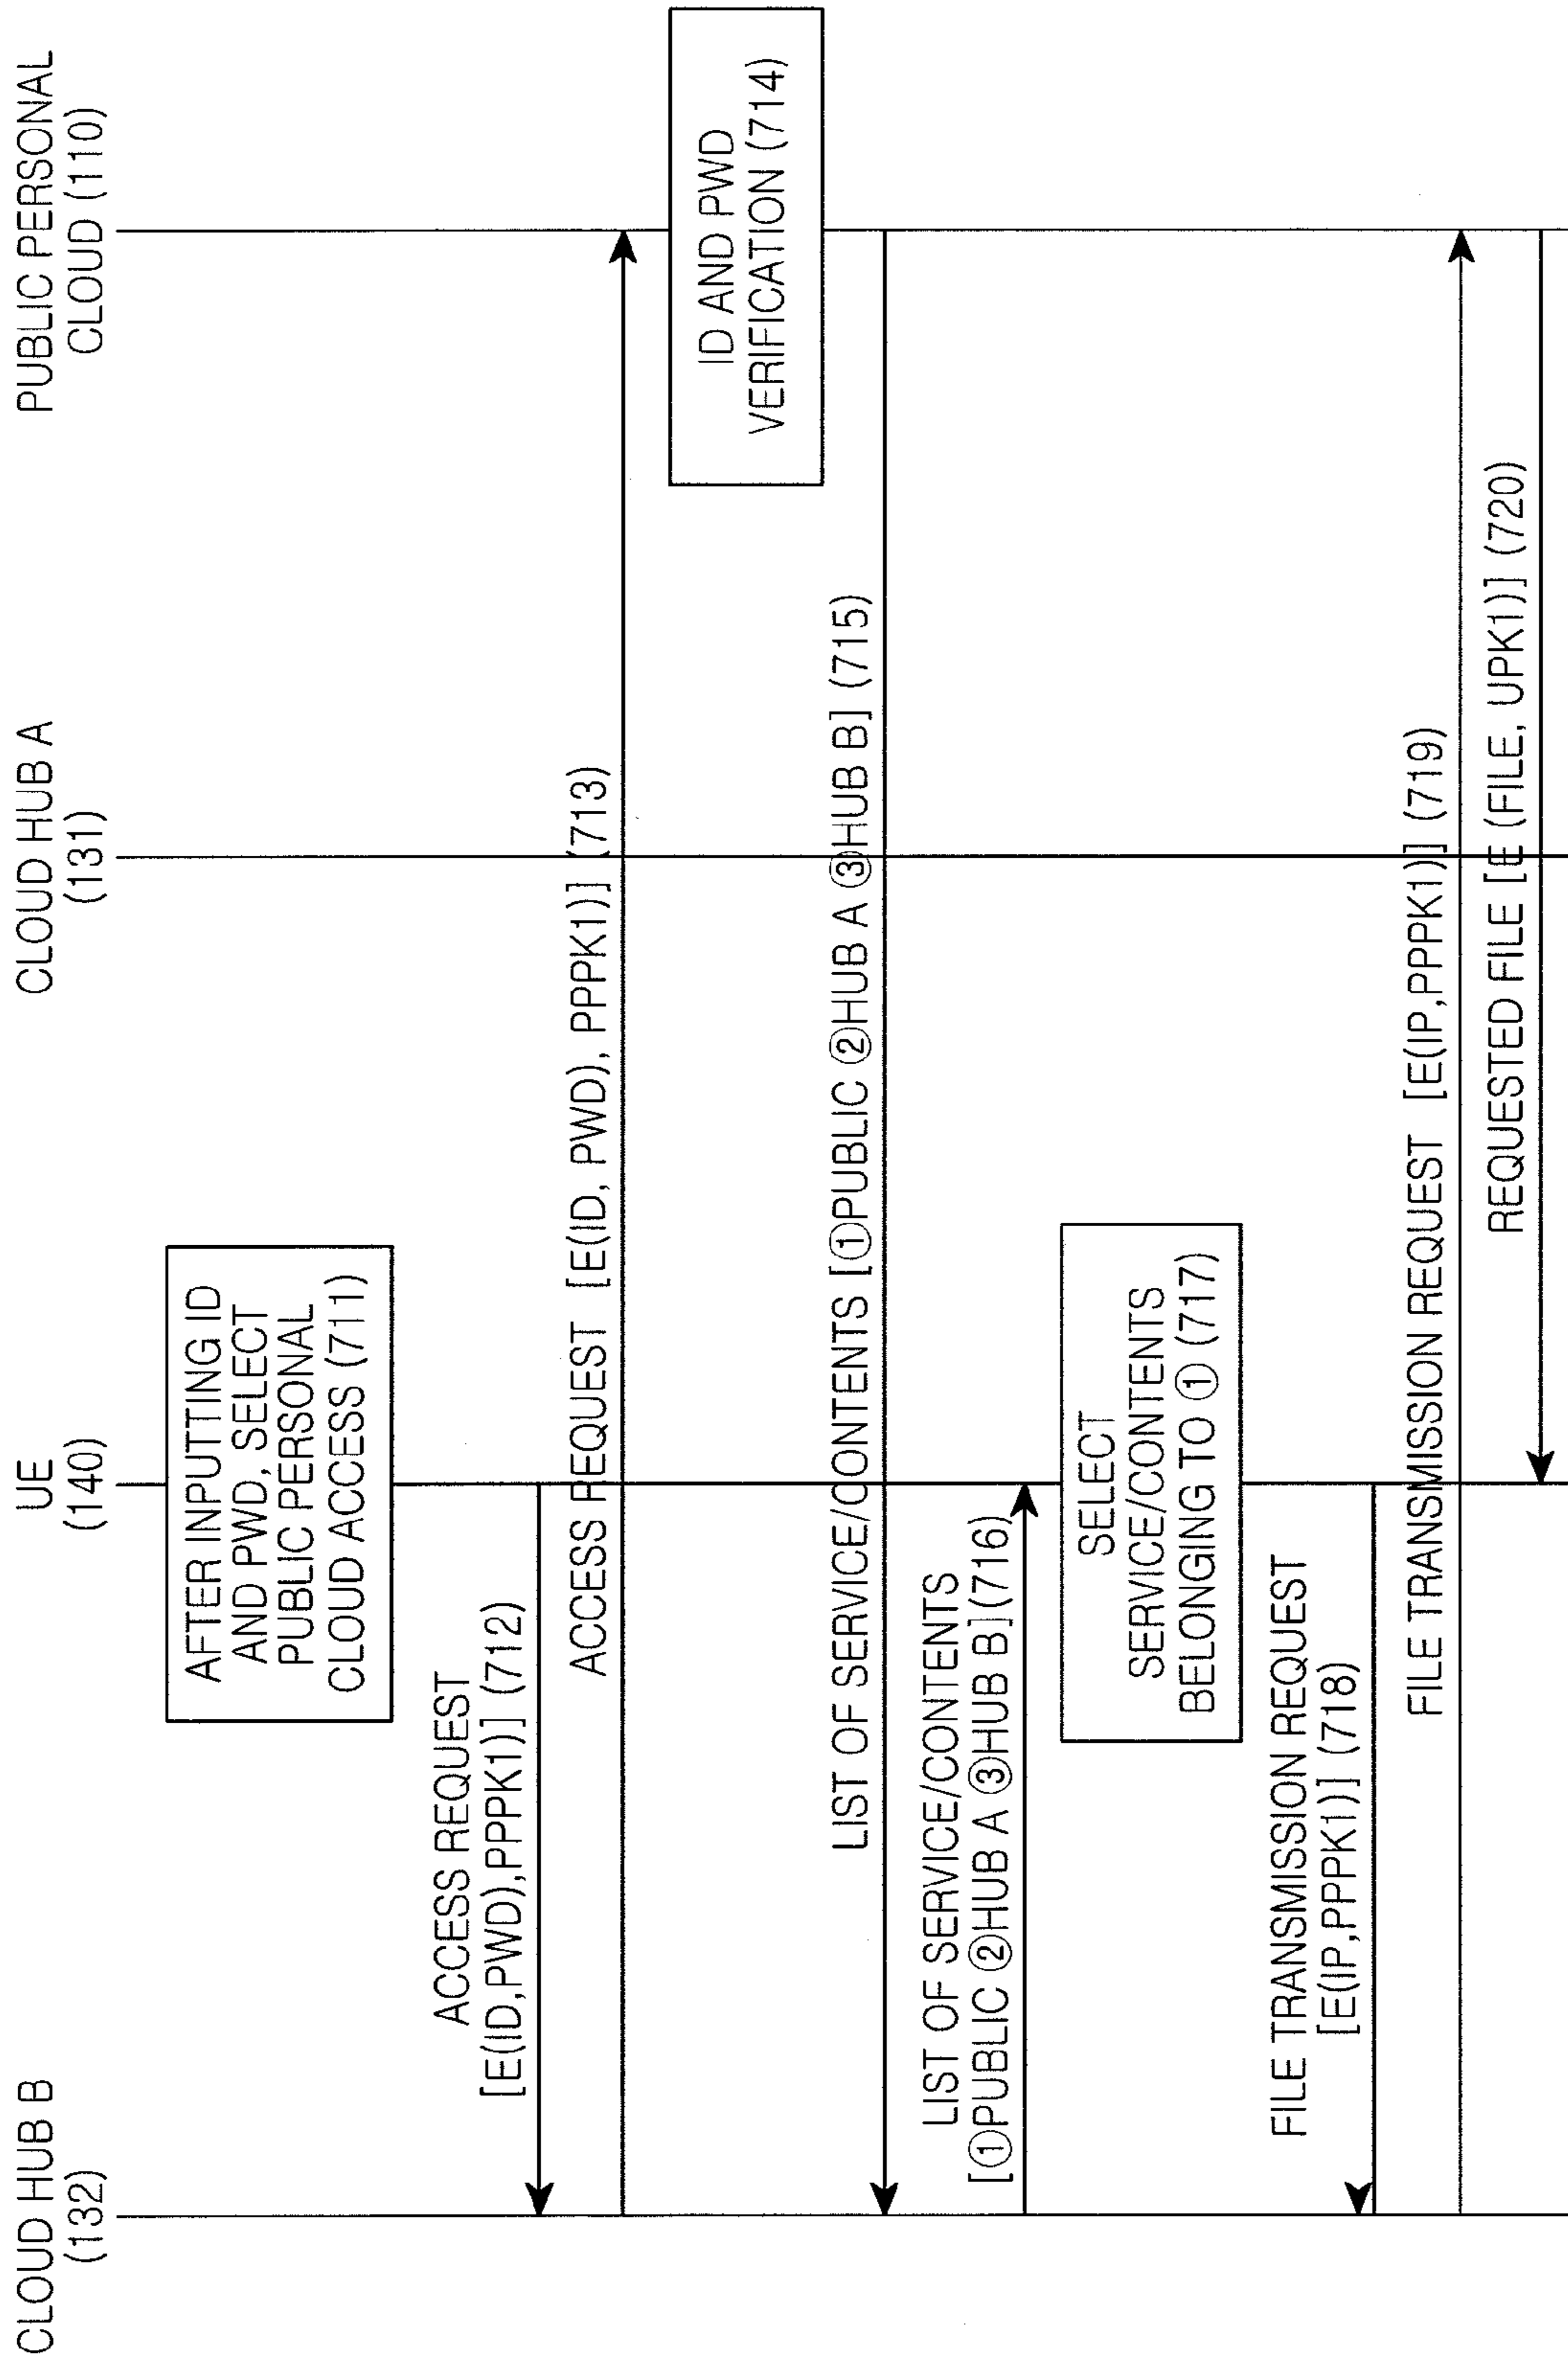 CLOUD HUB B
(132)
UE
(140)
CLOUD HUB A
(131)
PUBLIC PERSONAL
CLOUD (110)
AFTER INPUTTING ID
AND PWD, SELECT
PUBLIC PERSONAL
CLOUD ACCESS (711)
ACCESS REQUEST
[E(ID,PWD),PPPK1)] (712)
ACCESS REQUEST [E(ID, PWD), PPPK1)] (713)
ID AND PWD
VERIFICATION (714)
LIST OF SERVICE/CONTENTS [①PUBLIC ②HUB A ③HUB B] (715)
LIST OF SERVICE/CONTENTS
[①PUBLIC ②HUB A ③HUB B](716)
SELECT
SERVICE/CONTENTS
BELONGING TO ① (717)
FILE TRANSMISSION REQUEST
[E(IP,PPPK1)] (718)
FILE TRANSMISSION REQUEST [E(IP,PPPK1)] (719)
REQUESTED FILE [E (FILE, UPK1)] (720)